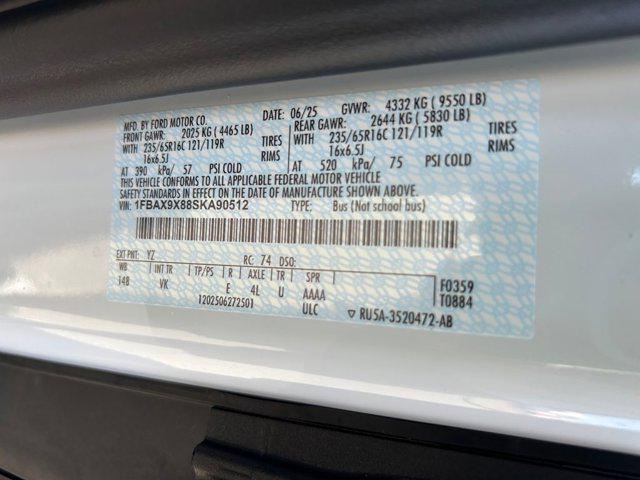 MFD. BY FORD MOTOR CO. DATE: 06/25 GVWR: 4332 KG ( 9550 LB)
FRONT GAWR: 2025 KG ( 4465 LB) REAR GAWR: 2644 KG ( 5830 LB)
WITH 235/65R16C 121/119R TIRES WITH 235/65R16C 121/119R TIRES
16x6.5J RIMS 16x6.5J RIMS
AT 390 kPa/ 57 PSI COLD AT 520 kPa/ 75 PSI COLD
THIS VEHICLE CONFORMS TO ALL APPLICABLE FEDERAL MOTOR VEHICLE
SAFETY STANDARDS IN EFFECT ON THE DATE OF MANUFACTURE SHOWN ABOVE.
VIN: 1FBAX9X88SKA90512 TYPE: Bus (Not school bus)
EXT PNT: YZ RC: 74 DSO:
WB INT TR TP/PS R AXLE TR SPR
148 VK E 4L U AAAA
1202506272501 ULC
F0359
T0884
▽ RU5A-3520472-AB